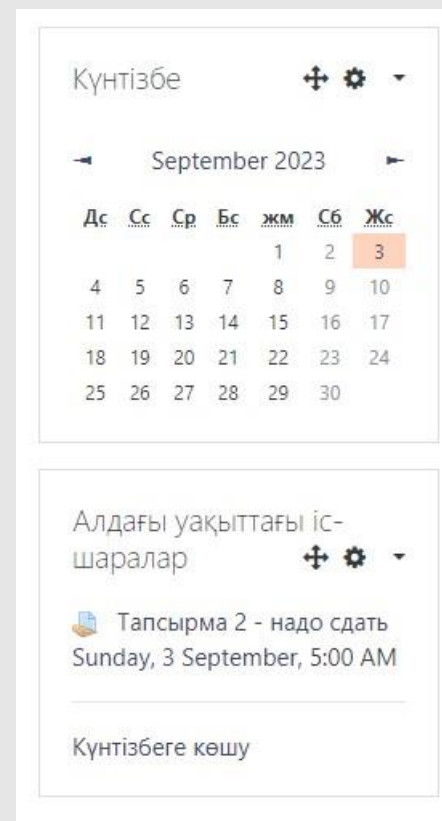 Күнтізбе
September 2023
Дс Сс Ср Бс жм Сб Жс
1 2 3
4 5 6 7 8 9 10
11 12 13 14 15 16 17
18 19 20 21 22 23 24
25 26 27 28 29 30
Алдағы уақыттағы іс-
шаралар
Тапсырма 2 - надо сдать
Sunday, 3 September, 5:00 AM
Күнтізбеге көшу